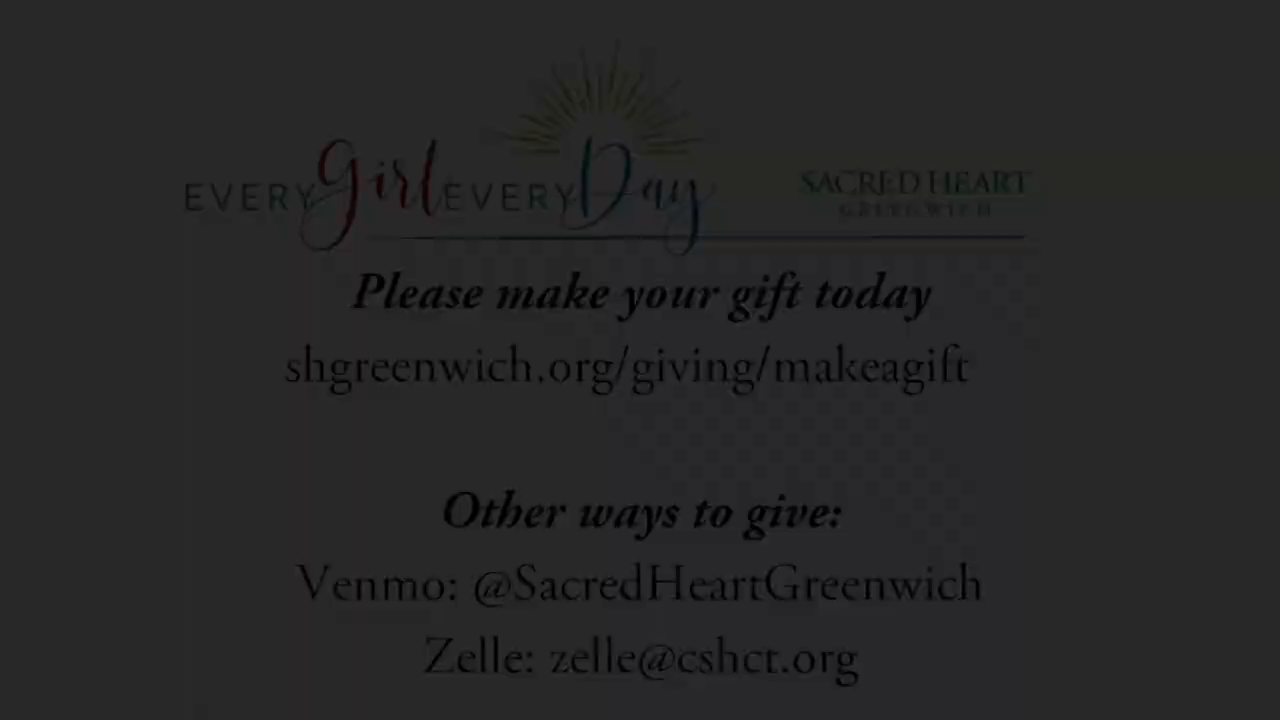 EVERY Girl EVERY Day
SACRED HEART
GREENWICH
Please make your gift today
shgreenwich.org/giving/makeagift
Other ways to give:
Venmo: @SacredHeartGreenwich
Zelle: zelle@cshct.org